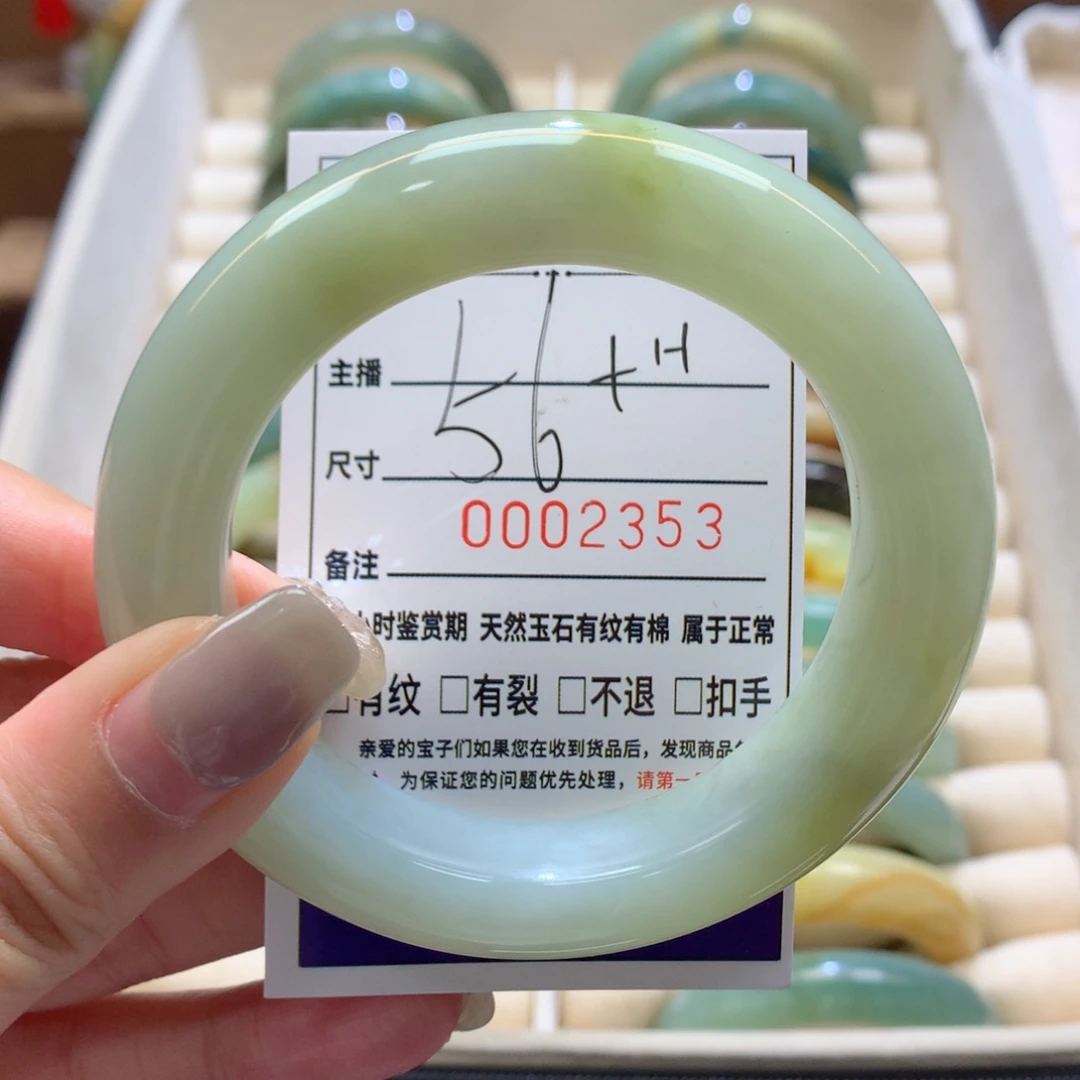 主播
56 +H
尺寸
0002353
备注
时鉴赏期 天然玉石有纹有棉 属于正常
□有纹 □有裂 □不退 □扣手
亲爱的宝子们如果您在收到货品后，发现商品
为保证您的问题优先处理，请第一